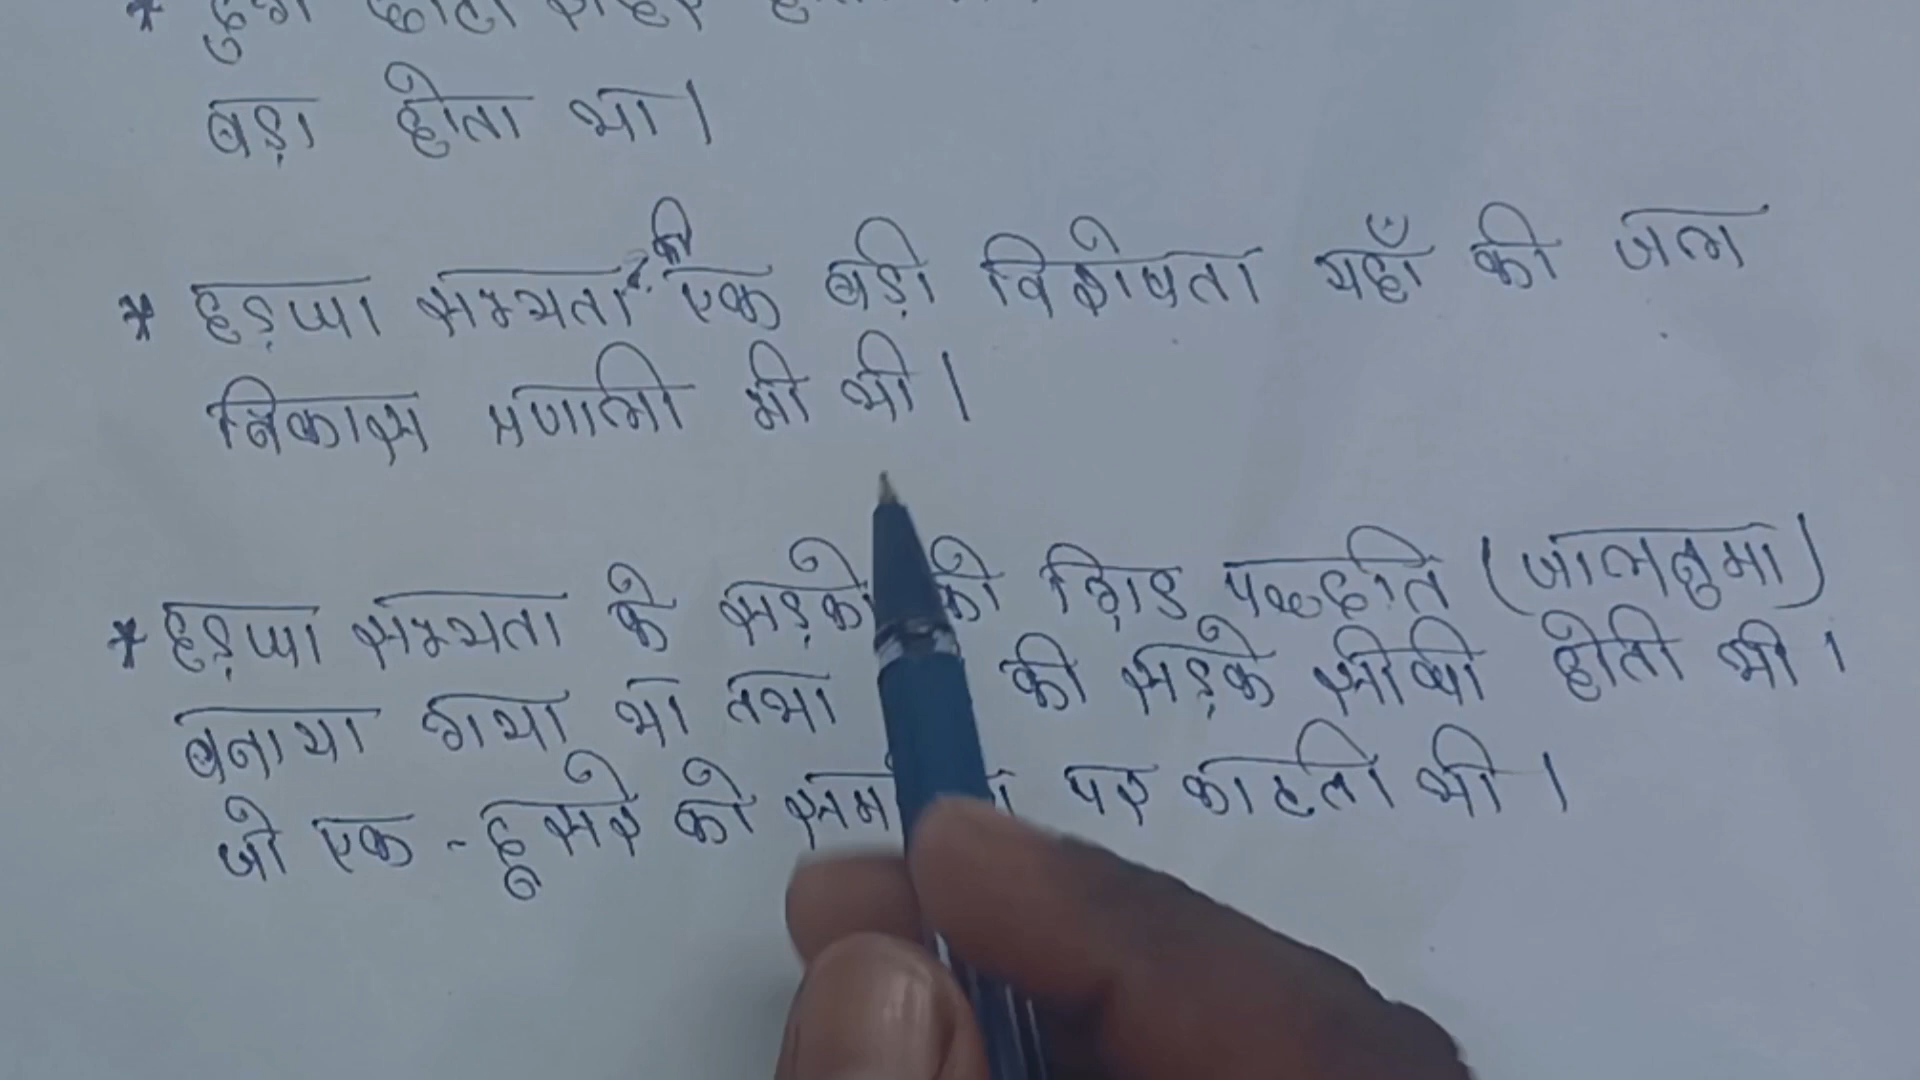 * दुर्ग छोटा शहर
बड़ा होता था।
* हड़प्पा सभ्यता की एक बड़ी विशेषता यहाँ की जल
निकास प्रणाली भी थी।
* हड़प्पा सभ्यता के सड़को को ग्रिड पद्धति (जालनुमा)
बनाया गया था तथा की सड़के सीधी होती थी।
जो एक-दूसरे को पर काटती थी।